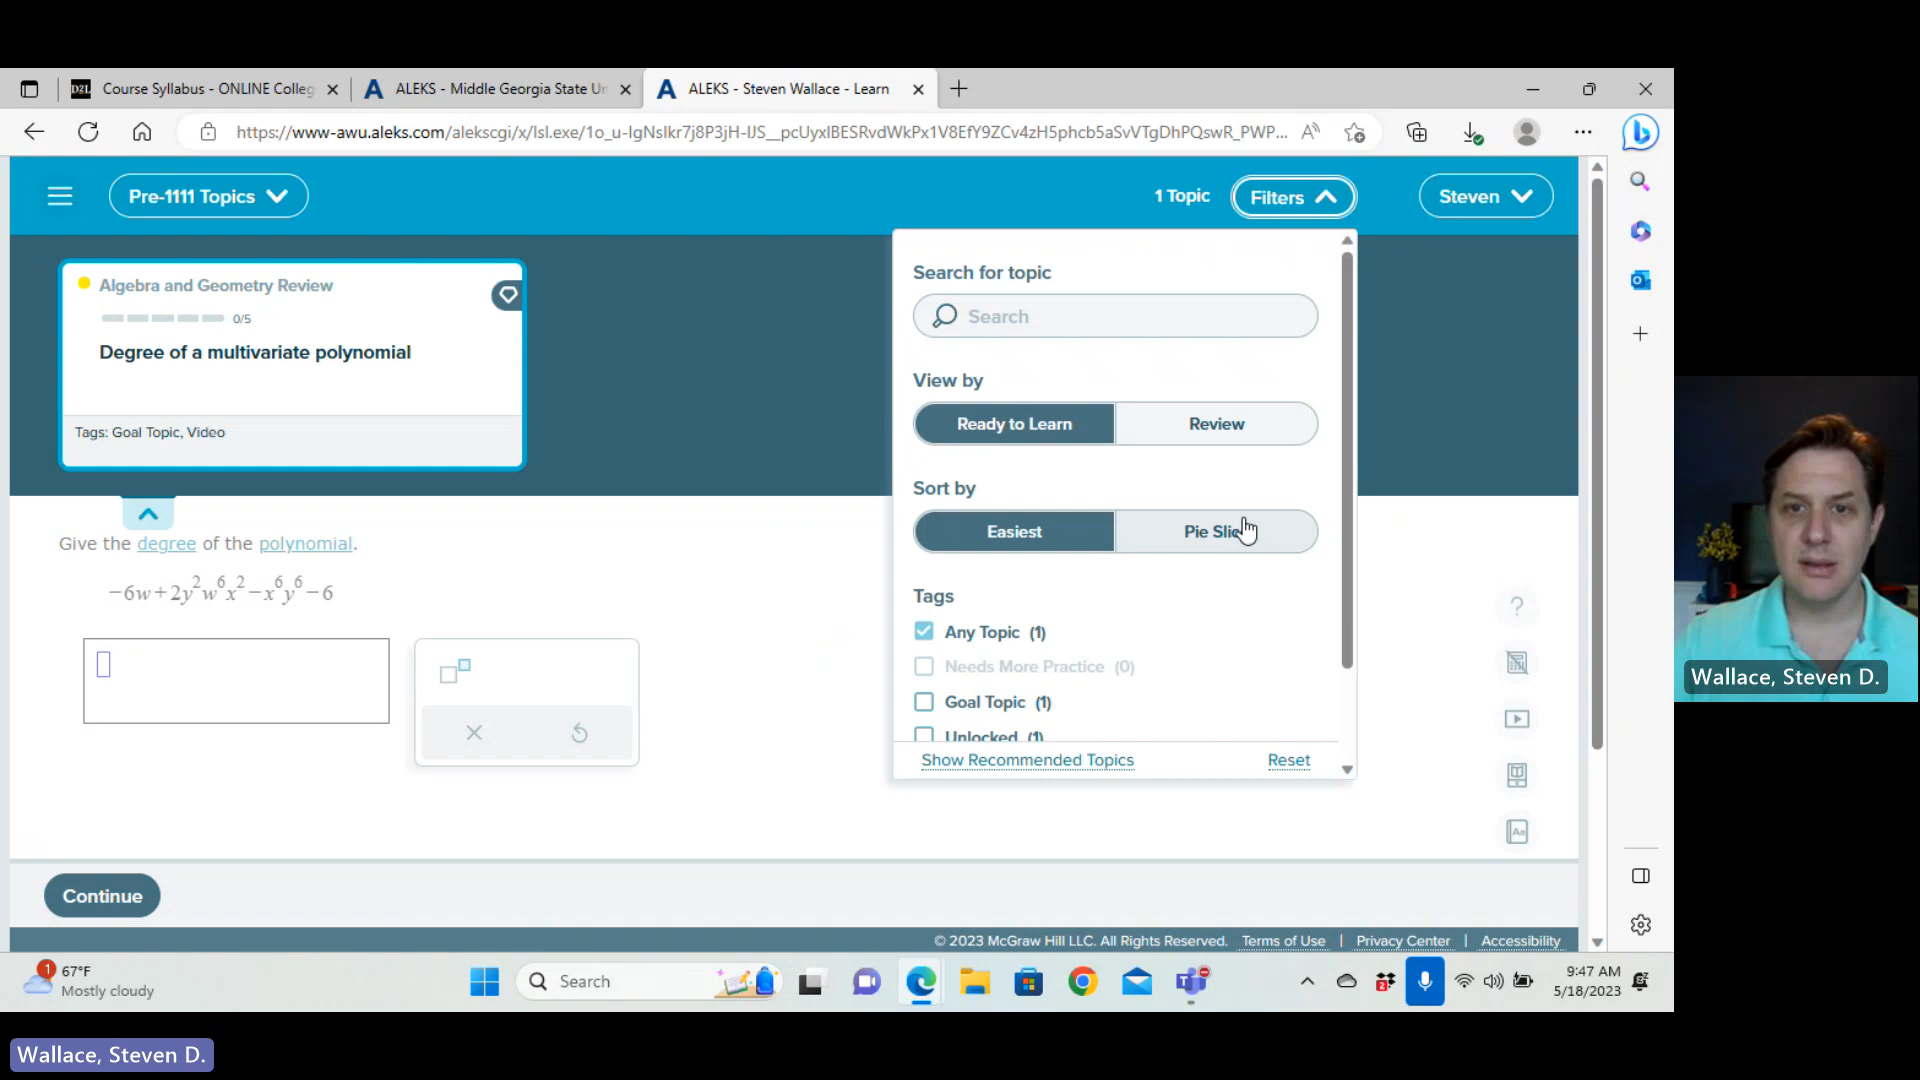 Course Syllabus - ONLINE Colleg
ALEKS - Middle Georgia State Un
ALEKS - Steven Wallace - Learn
https://www-awu.aleks.com/alekscgi/x/Isl.exe/1o_u-IgNsIkr7j8P3jH-IJS__pcUyxIBESRvdWkPx1V8EfY9ZCv4zH5phcb5aSvVTgDhPQswR_PWP...
Pre-1111 Topics
1 Topic
Filters
Steven
Algebra and Geometry Review
0/5
Degree of a multivariate polynomial
Tags: Goal Topic, Video
Search for topic
Search
View by
Ready to Learn
Review
Sort by
Easiest
Pie Slic
Tags
Any Topic (1)
Needs More Practice (0)
Goal Topic (1)
Unlocked (1)
Show Recommended Topics
Reset
Give the degree of the polynomial.
−6w+2y²w⁶x²−x⁶y⁶−6
Continue
© 2023 McGraw Hill LLC. All Rights Reserved. Terms of Use | Privacy Center | Accessibility
67°F
Mostly cloudy
Search
9:47 AM
5/18/2023
Wallace, Steven D.
Wallace, Steven D.